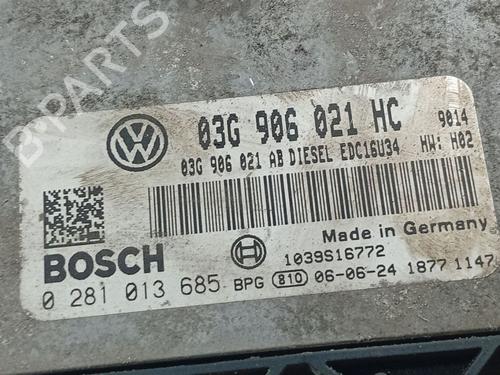 B-PARTS
03G 906 021 HC 9014
03G 906 021 AB DIESEL EDC16U34 HW: H02
Made in Germany
BOSCH 1039S16772
0 281 013 685 BPG 810 06-06-24 1877 1147